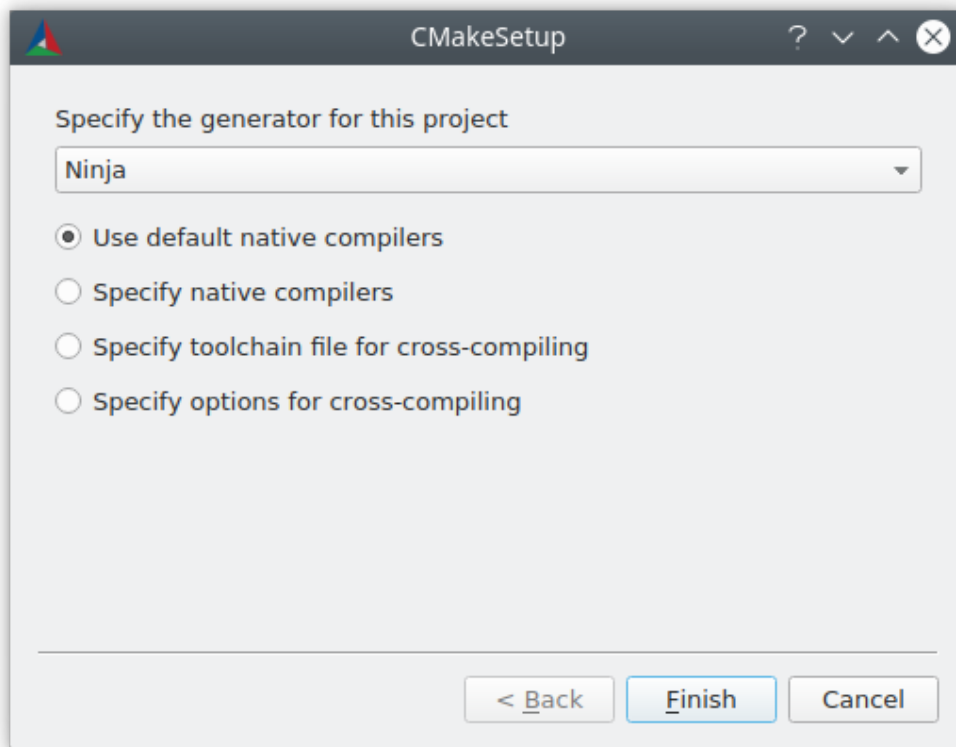 CMakeSetup
Specify the generator for this project
Ninja
Use default native compilers
Specify native compilers
Specify toolchain file for cross-compiling
Specify options for cross-compiling
< Back Finish Cancel